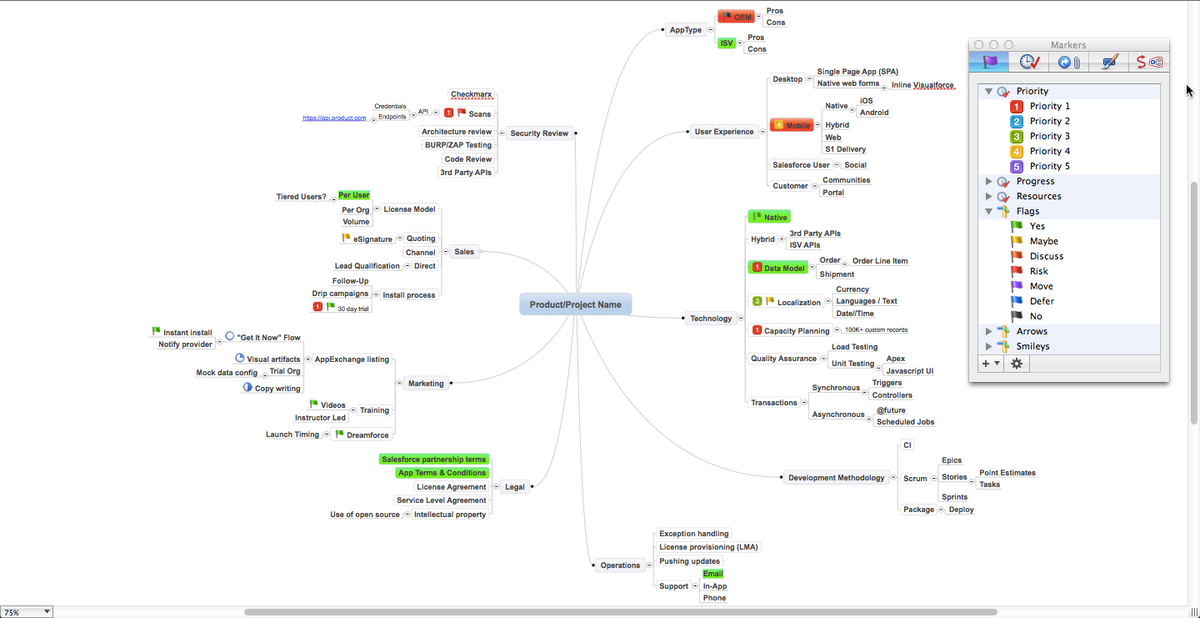 Product/Project Name
AppType
OEM
Pros
Cons
ISV
Pros
Cons
User Experience
Desktop
Single Page App (SPA)
Native web forms
Inline Visualforce
4 Mobile
Native
iOS
Android
Hybrid
Web
S1 Delivery
Salesforce User
Social
Customer
Communities
Portal
Technology
Native
Hybrid
3rd Party APIs
ISV APIs
1 Data Model
Order
Order Line Item
Shipment
3 Localization
Currency
Languages / Text
Date//Time
1 Capacity Planning
100K+ custom records
Quality Assurance
Load Testing
Unit Testing
Apex
Javascript UI
Transactions
Synchronous
Triggers
Controllers
Asynchronous
@future
Scheduled Jobs
Development Methodology
CI
Scrum
Epics
Stories
Point Estimates
Tasks
Sprints
Package
Deploy
Operations
Exception handling
License provisioning (LMA)
Pushing updates
Support
Email
In-App
Phone
Security Review
Checkmarx
1 Scans
API
Credentials
Endpoints
https://api.product.com
Architecture review
BURP/ZAP Testing
Code Review
3rd Party APIs
Sales
License Model
Per User
Tiered Users?
Per Org
Volume
Quoting
eSignature
Channel
Direct
Lead Qualification
Install process
Follow-Up
Drip campaigns
1 30 day trial
Marketing
AppExchange listing
"Get It Now" Flow
Instant install
Notify provider
Visual artifacts
Trial Org
Mock data config
Copy writing
Training
Videos
Instructor Led
Dreamforce
Launch Timing
Legal
Salesforce partnership terms
App Terms & Conditions
License Agreement
Service Level Agreement
Intellectual property
Use of open source
Markers
Priority
1 Priority 1
2 Priority 2
3 Priority 3
4 Priority 4
5 Priority 5
Progress
Resources
Flags
Yes
Maybe
Discuss
Risk
Move
Defer
No
Arrows
Smileys
75%